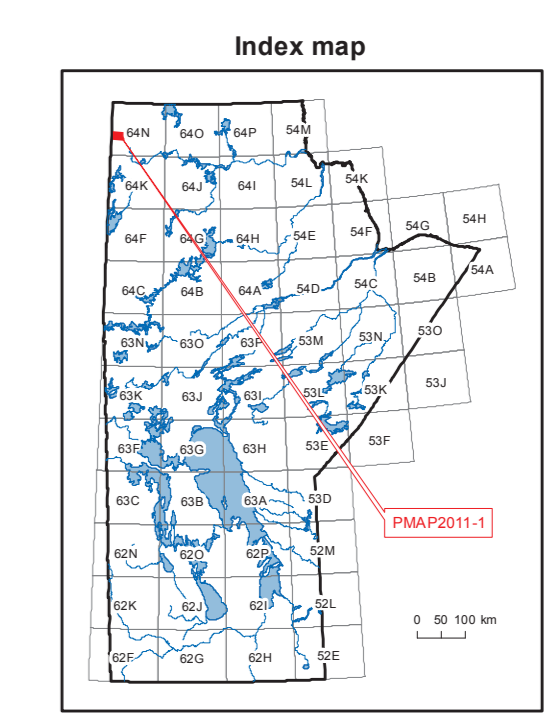 Index map
64N 64O 64P 54M
64K 64J 64I 54L 54K
64F 64G 64H 54E 54F 54G 54H
64C 64B 64A 54D 54C 54B 54A
63N 63O 63P 53M 53N 53O
63K 63J 63I 53L 53K 53J
63F 63G 63H 53E 53F
63C 63B 63A 53D
PMAP2011-1
62N 62O 62P 52M
62K 62J 62I 52L
0 50 100 km
62F 62G 62H 52E